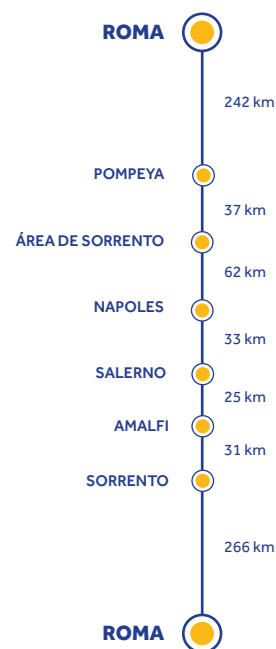 ROMA
242 km
POMPEYA
37 km
ÁREA DE SORRENTO
62 km
NAPOLES
33 km
SALERNO
25 km
AMALFI
31 km
SORRENTO
266 km
ROMA